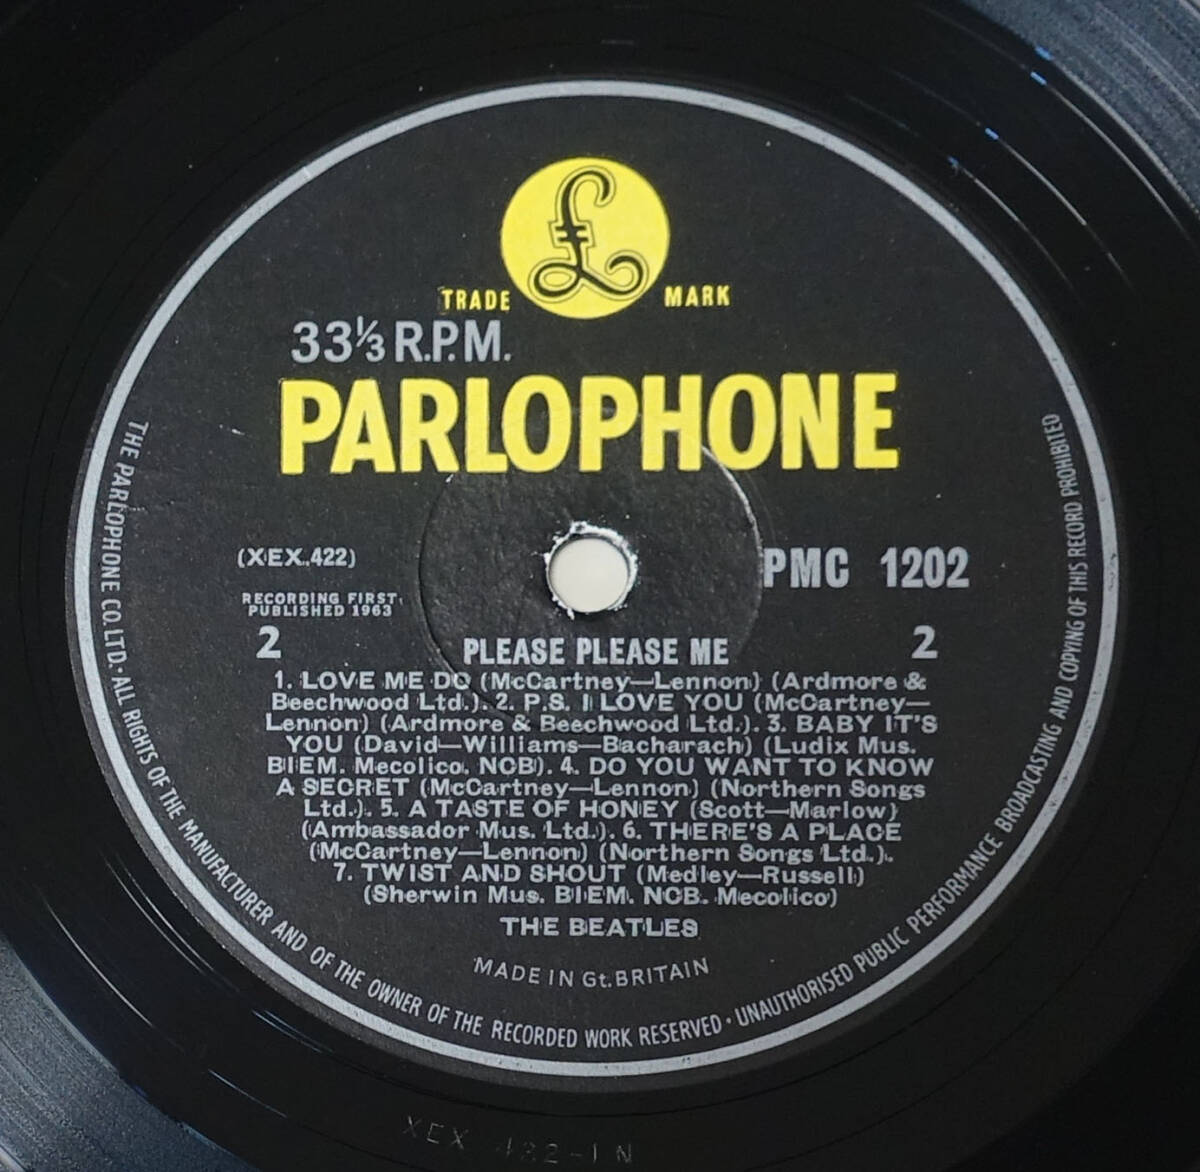 £
TRADE MARK
33⅓ R.P.M.
PARLOPHONE
(XEX.422)
PMC 1202
RECORDING FIRST
PUBLISHED 1963
2
2
PLEASE PLEASE ME
1. LOVE ME DO (McCartney—Lennon) (Ardmore &
Beechwood Ltd.). 2. P.S. I LOVE YOU (McCartney—
Lennon) (Ardmore & Beechwood Ltd.). 3. BABY IT'S
YOU (David—Williams—Bacharach) (Ludix Mus.
BIEM. Mecolico. NCB). 4. DO YOU WANT TO KNOW
A SECRET (McCartney—Lennon) (Northern Songs
Ltd.). 5. A TASTE OF HONEY (Scott—Marlow)
(Ambassador Mus. Ltd.). 6. THERE'S A PLACE
(McCartney—Lennon) (Northern Songs Ltd.).
7. TWIST AND SHOUT (Medley—Russell)
(Sherwin Mus. BIEM. NCB. Mecolico)
THE BEATLES
MADE IN Gt. BRITAIN
THE PARLOPHONE CO. LTD. · ALL RIGHTS OF THE MANUFACTURER AND OF THE OWNER OF THE RECORDED WORK RESERVED · UNAUTHORISED PUBLIC PERFORMANCE BROADCASTING AND COPYING OF THIS RECORD PROHIBITED
XEX 422-1N